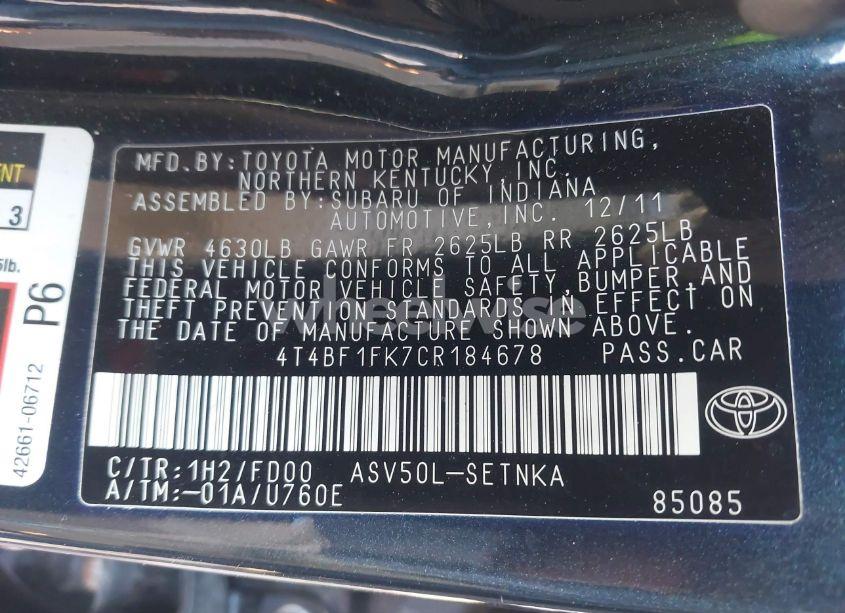 MFD.BY:TOYOTA MOTOR MANUFACTURING,
NORTHERN KENTUCKY, INC.
ASSEMBLED BY:SUBARU OF INDIANA
AUTOMOTIVE,INC. 12/11
GVWR 4630LB GAWR FR 2625LB RR 2625LB
THIS VEHICLE CONFORMS TO ALL APPLICABLE
FEDERAL MOTOR VEHICLE SAFETY,BUMPER,AND
THEFT PREVENTION STANDARDS IN EFFECT ON
THE DATE OF MANUFACTURE SHOWN ABOVE.
4T4BF1FK7CR184678 PASS.CAR
C/TR:1H2/FD00 ASV50L-SETNKA
A/TM:-01A/U760E
85085
3
lb.
P6
42661-06712
wheelwise